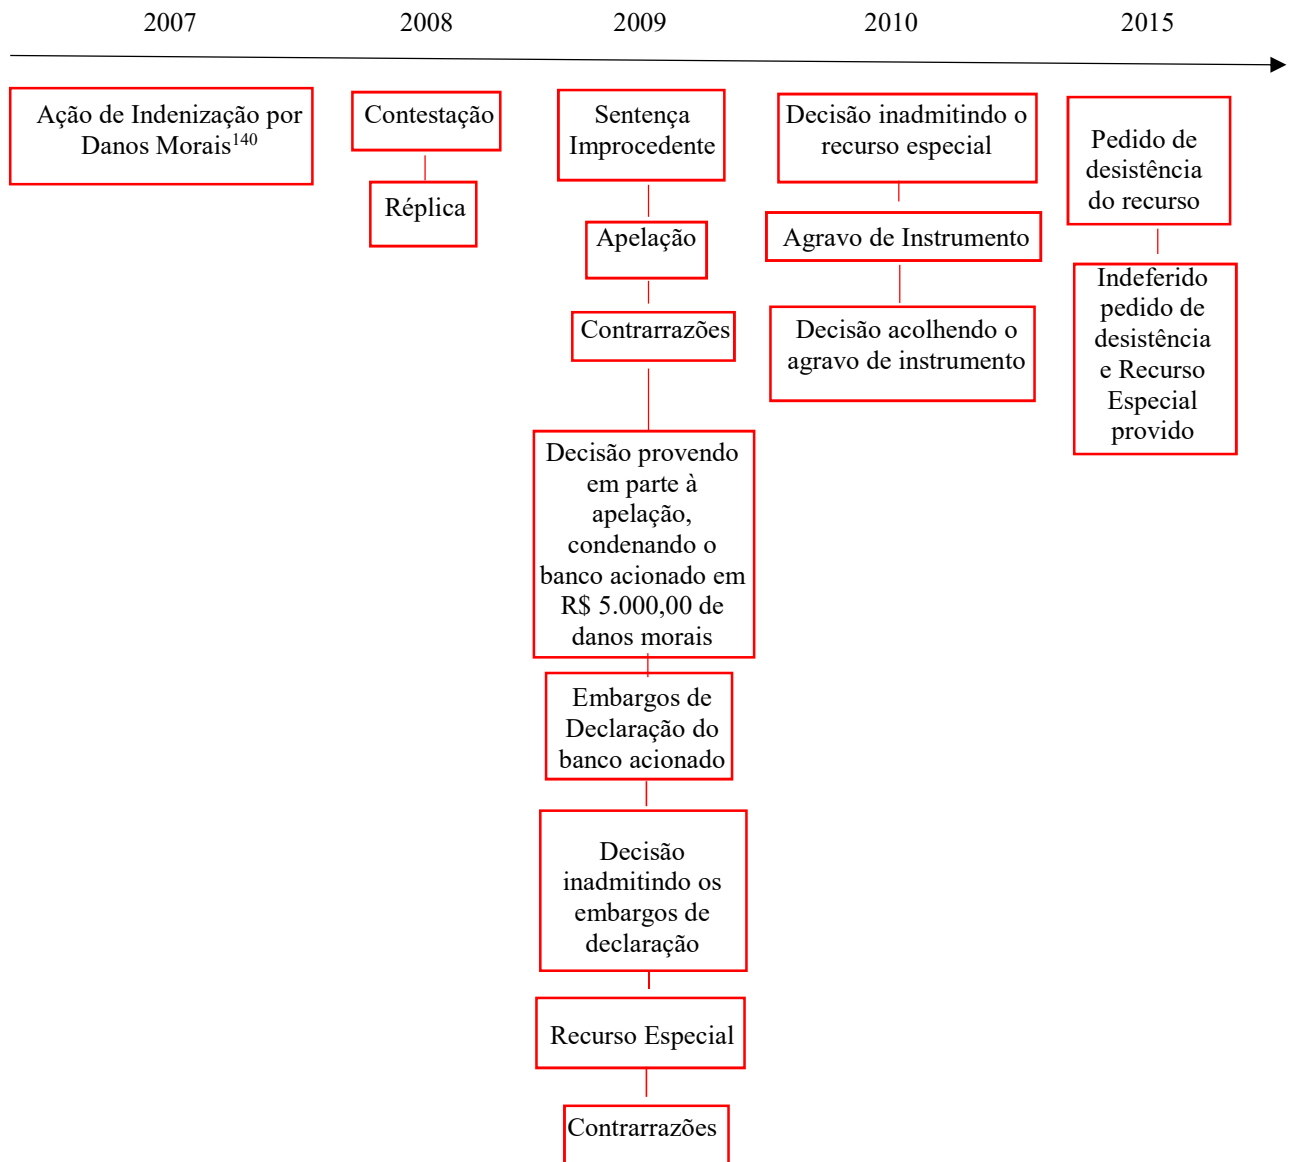 2007 2008 2009 2010 2015
Ação de Indenização por
Danos Morais140
Contestação
Réplica
Sentença
Improcedente
Apelação
Contrarrazões
Decisão provendo
em parte à
apelação,
condenando o
banco acionado em
R$ 5.000,00 de
danos morais
Embargos de
Declaração do
banco acionado
Decisão
inadmitindo os
embargos de
declaração
Recurso Especial
Contrarrazões
Decisão inadmitindo o
recurso especial
Agravo de Instrumento
Decisão acolhendo o
agravo de instrumento
Pedido de
desistência
do recurso
Indeferido
pedido de
desistência
e Recurso
Especial
provido